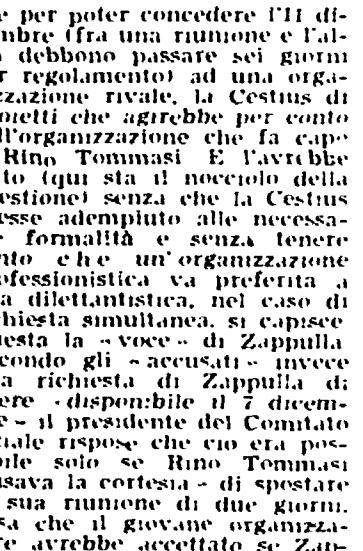 e per poter concedere l'11 di-
mbre (fra una riunione e l'al-
debbono passare sei giorni
r regolamento) ad una orga-
zzazione rivale, la Cestius di
oietti che agirebbe per conto
ll'organizzazione che fa capo
Rino Tommasi E l'avrebbe
to (qui sta il nocciolo della
estione) senza che la Cestius
esse adempiuto alle necessa-
e formalità e senza tenere
nto che un'organizzazione
ofessionistica va preferita a
a dilettantistica, nel caso di
chiesta simultanea. si capisce
esta la « voce » di Zappulla
condo gli « accusati » invece
a richiesta di Zappulla di
ere « disponibile il 7 dicem-
e » il presidente del Comitato
iale rispose che ciò era pos-
bile solo se Rino Tommasi
usava la cortesia » di spostare
sua riunione di due giorni.
sa che il giovane organizza-
re avrebbe accettato se Zap-